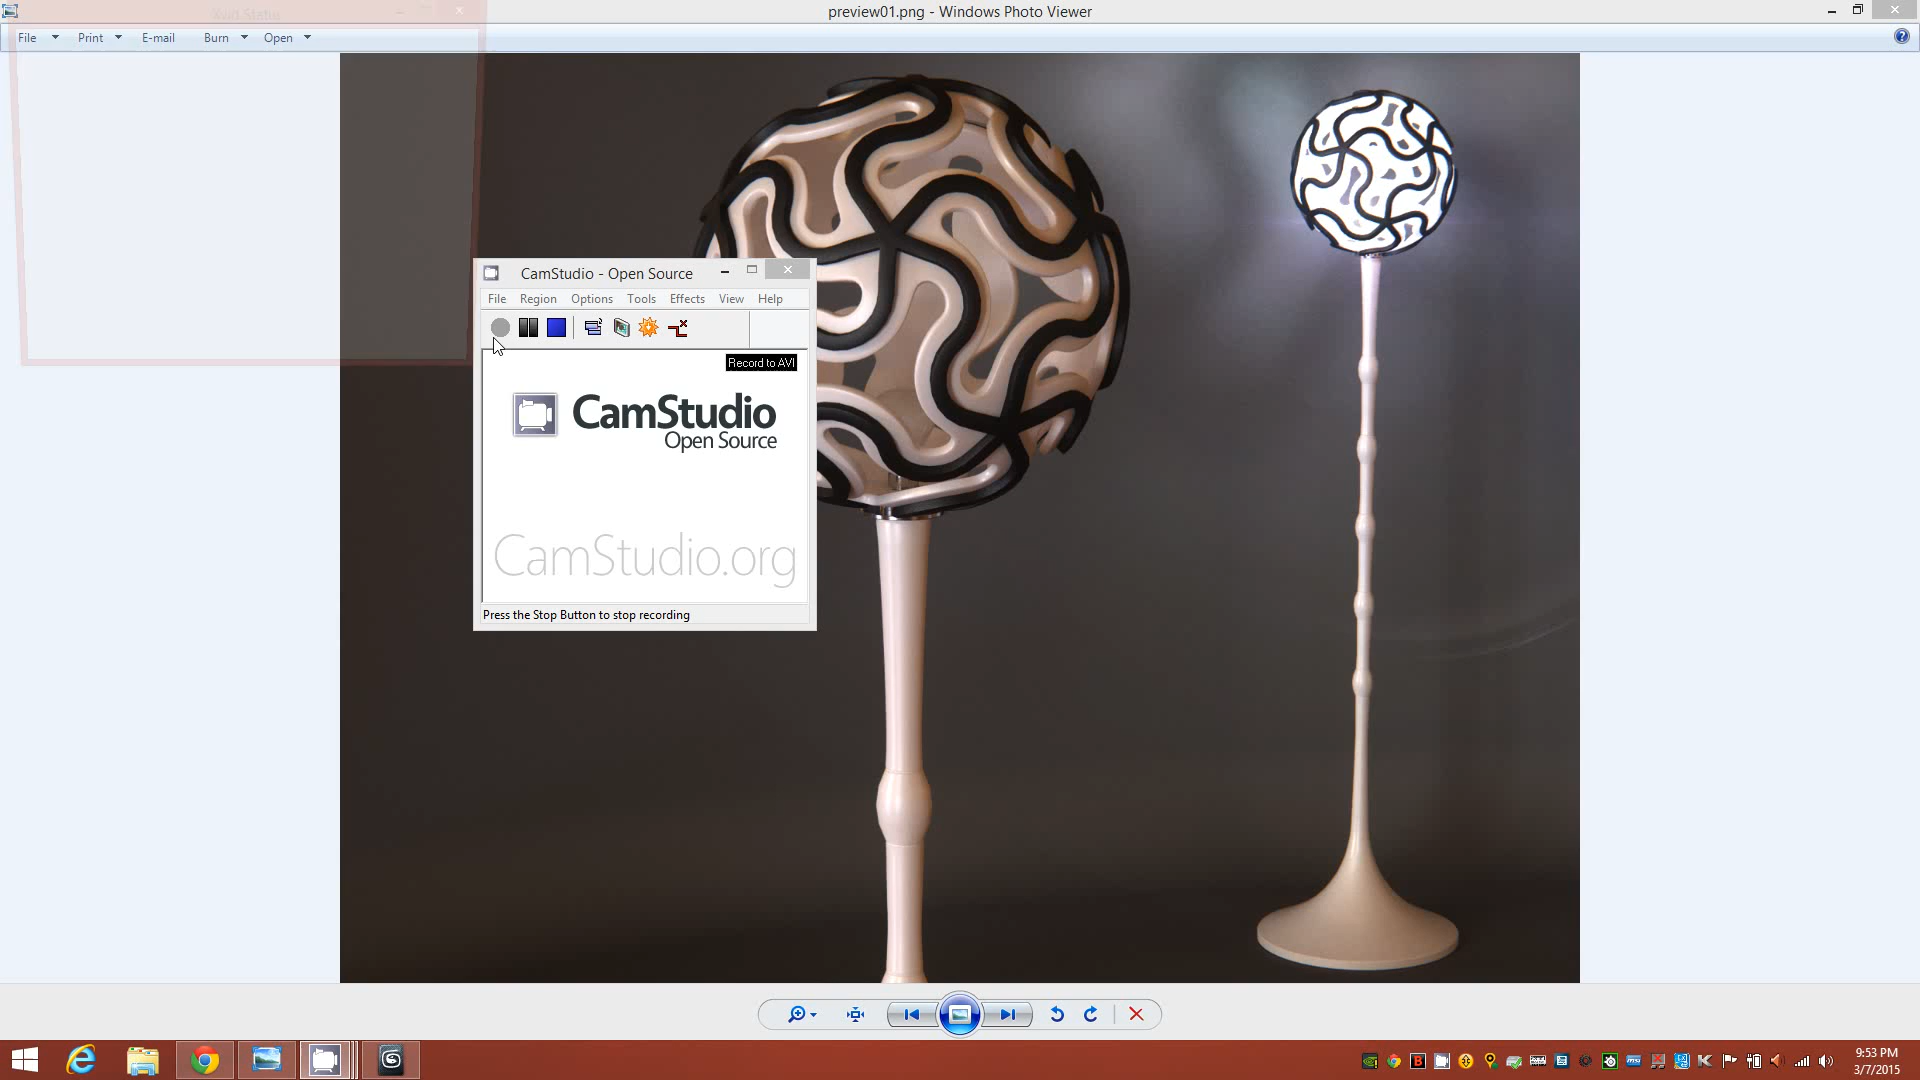 Xvid Status
preview01.png - Windows Photo Viewer
File Print E-mail Burn Open
CamStudio - Open Source
File Region Options Tools Effects View Help
Record to AVI
CamStudio
Open Source
CamStudio.org
Press the Stop Button to stop recording
9:53 PM
3/7/2015